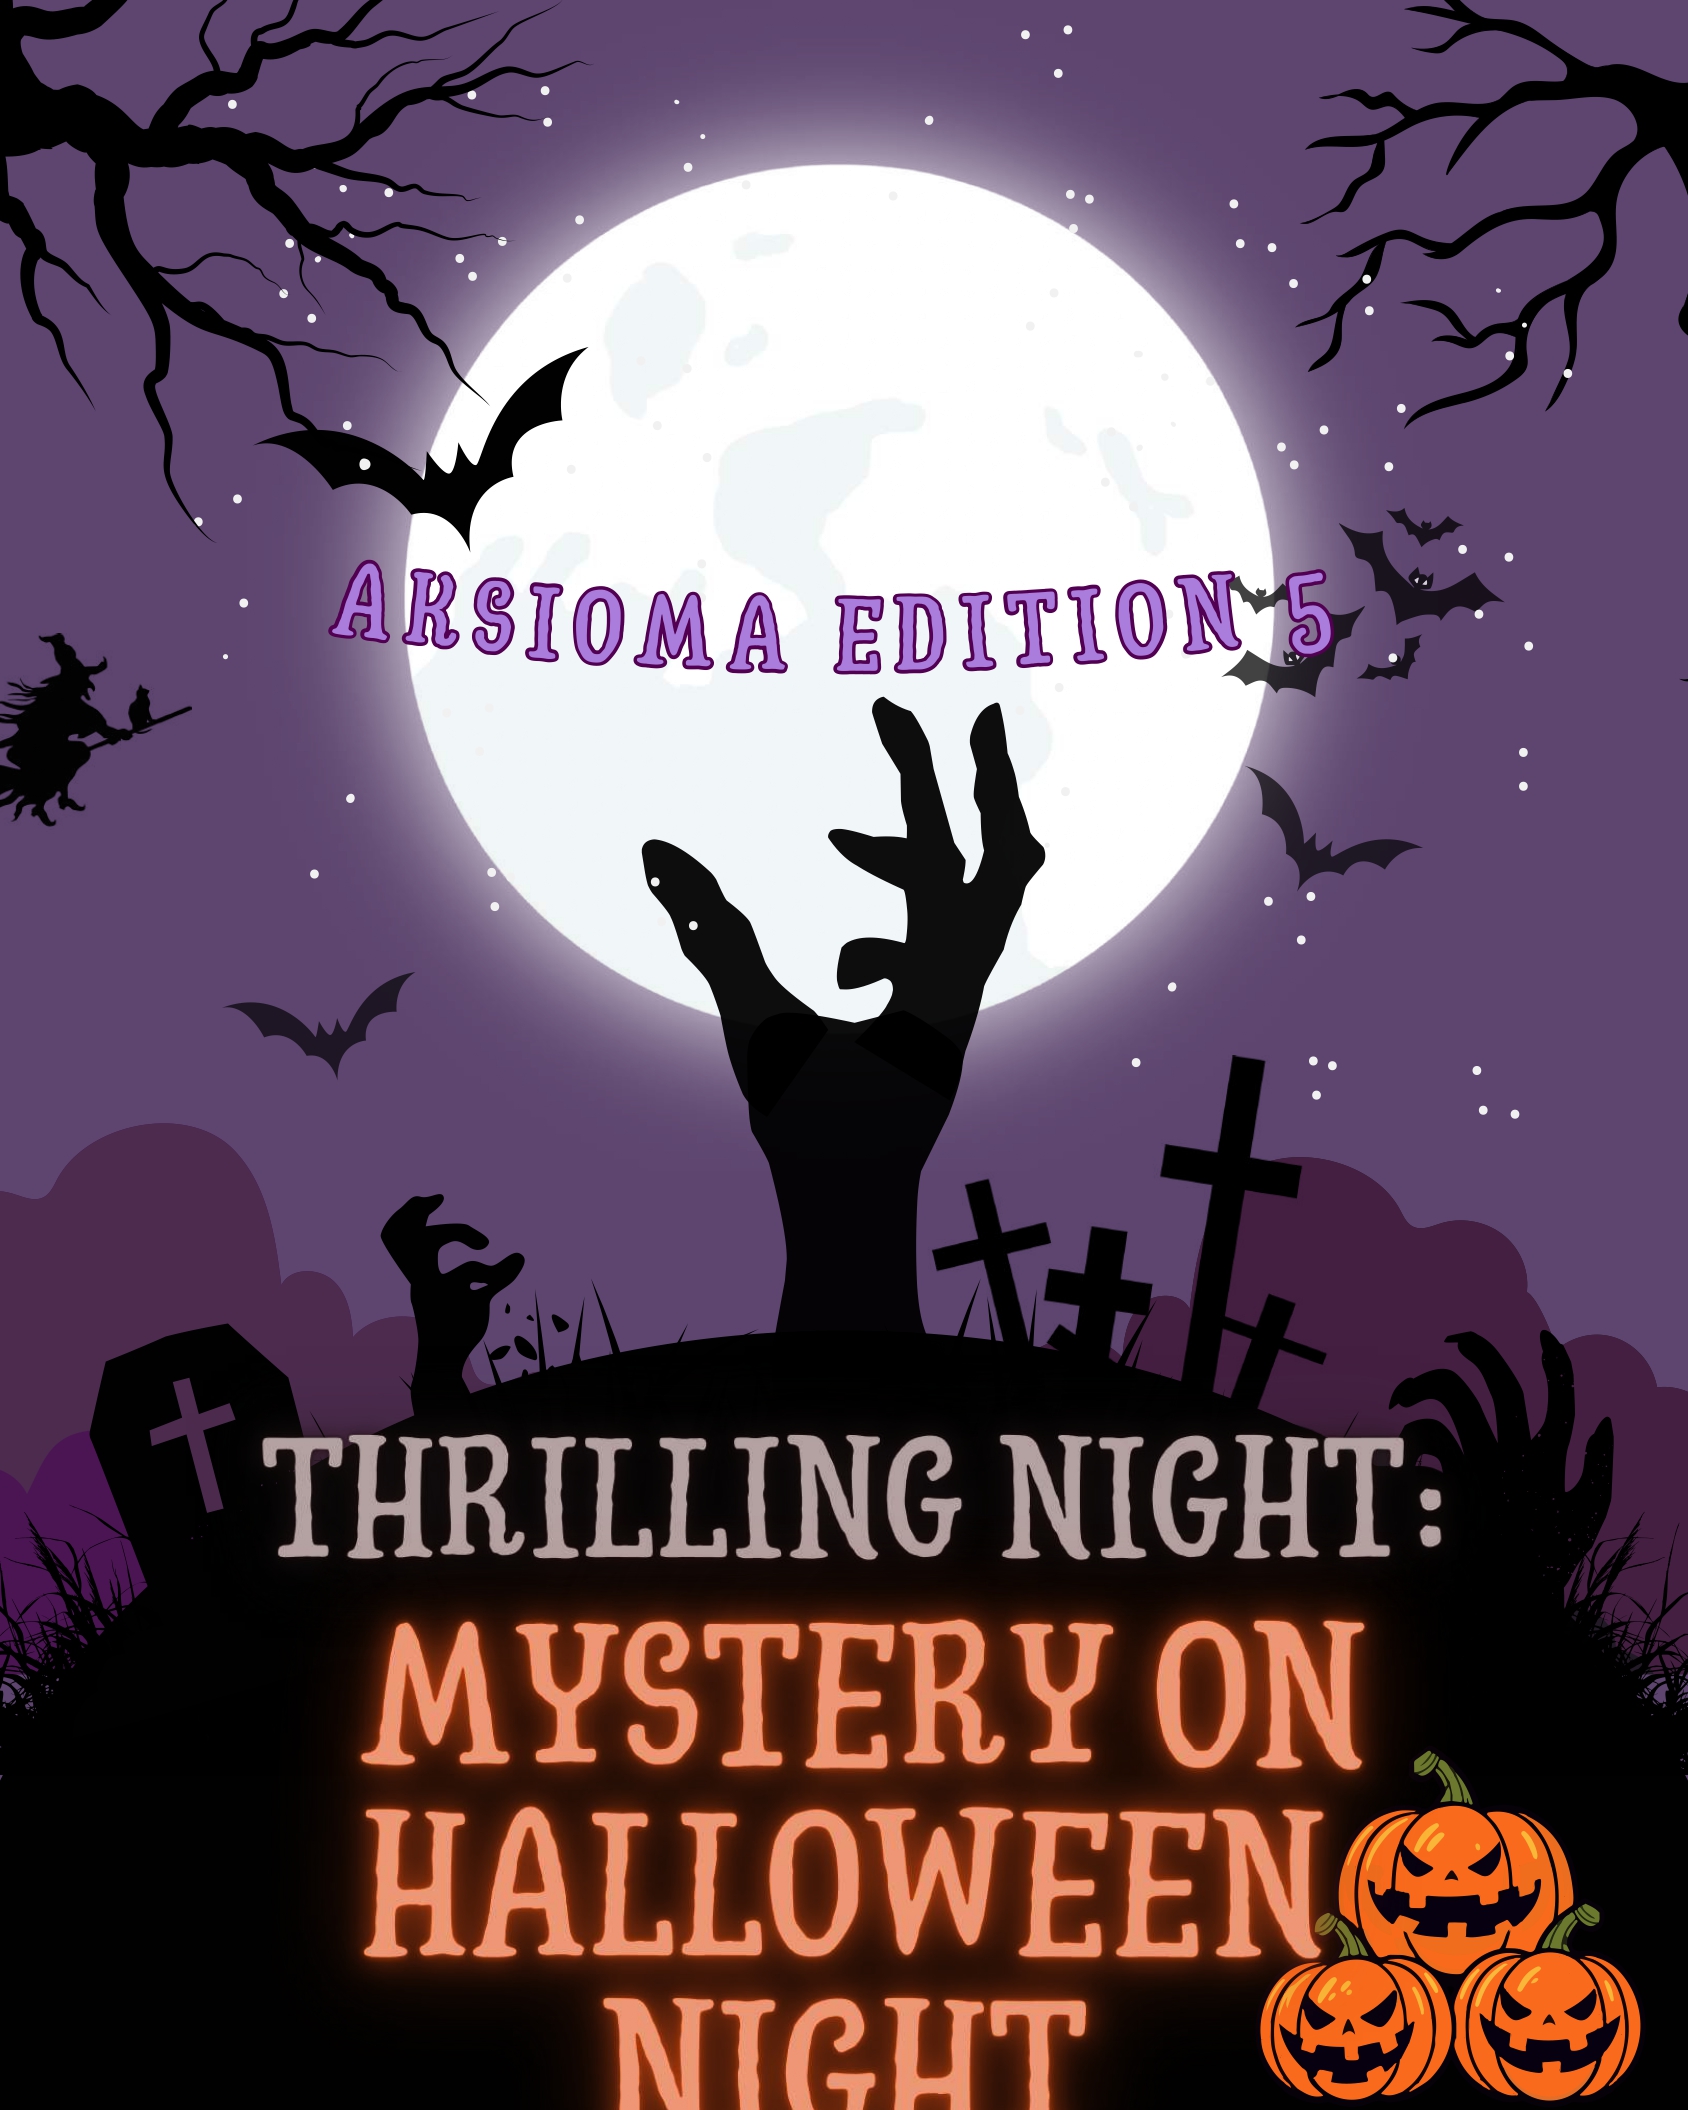 AKSIOMA EDITION 5
THRILLING NIGHT:
MYSTERY ON
HALLOWEEN
NIGHT